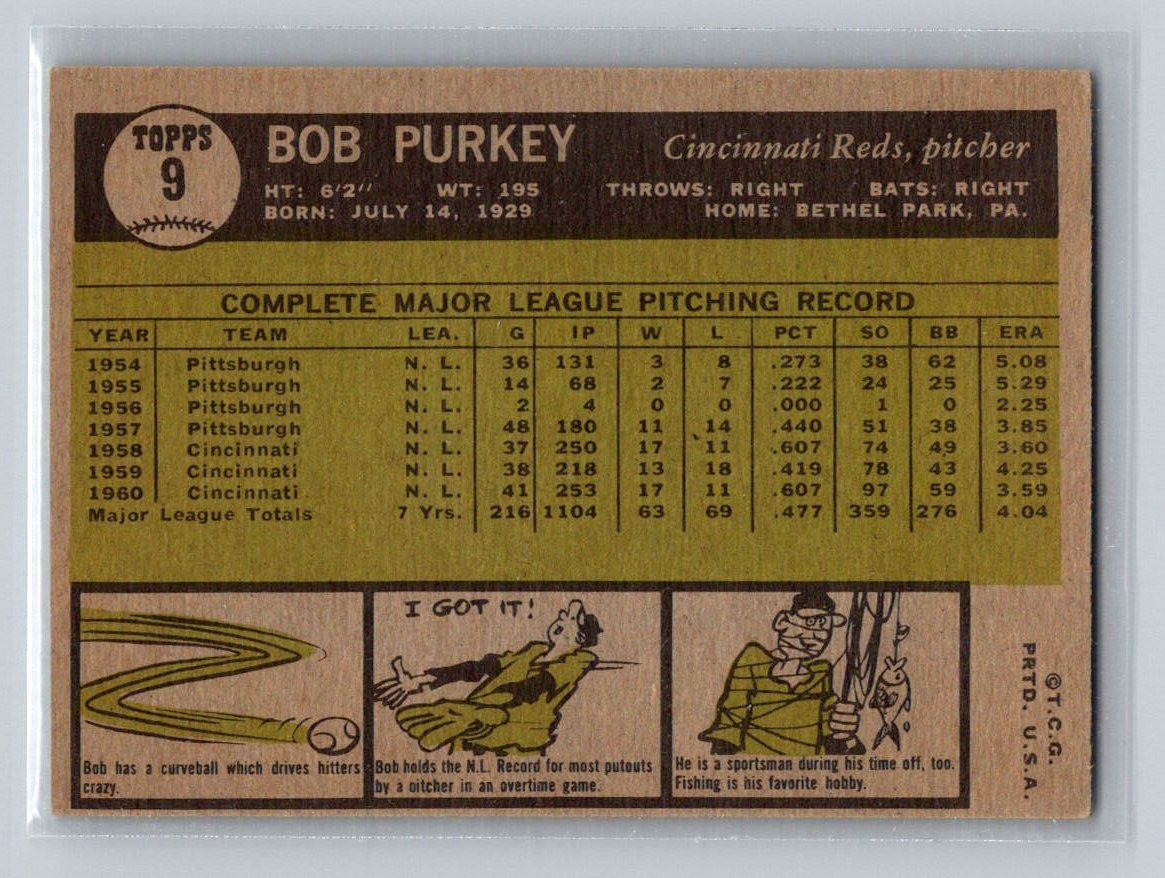 TOPPS
9
BOB PURKEY
Cincinnati Reds, pitcher
HT: 6'2" WT: 195 THROWS: RIGHT BATS: RIGHT
BORN: JULY 14, 1929 HOME: BETHEL PARK, PA.
COMPLETE MAJOR LEAGUE PITCHING RECORD
YEAR TEAM LEA. G IP W L PCT SO BB ERA
1954 Pittsburgh N. L. 36 131 3 8 .273 38 62 5.08
1955 Pittsburgh N. L. 14 68 2 7 .222 24 25 5.29
1956 Pittsburgh N. L. 2 4 0 0 .000 1 0 2.25
1957 Pittsburgh N. L. 48 180 11 14 .440 51 38 3.85
1958 Cincinnati N. L. 37 250 17 11 .607 74 49 3.60
1959 Cincinnati N. L. 38 218 13 18 .419 78 43 4.25
1960 Cincinnati N. L. 41 253 17 11 .607 97 59 3.59
Major League Totals 7 Yrs. 216 1104 63 69 .477 359 276 4.04
Bob has a curveball which drives hitters
crazy.
I GOT IT!
Bob holds the N.L. Record for most putouts
by a pitcher in an overtime game.
He is a sportsman during his time off, too.
Fishing is his favorite hobby.
©T.C.G.
PRTD. U.S.A.